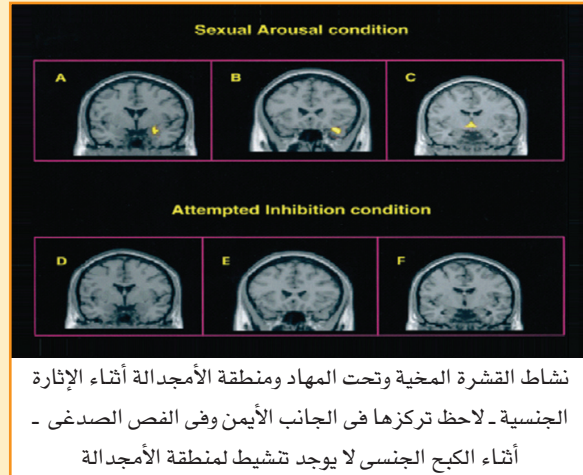 Sexual Arousal condition
A B C
Attempted Inhibition condition
D E F
نشاط القشرة المخية وتحت المهاد ومنطقة الأمجدالة أثناء الإثارة
الجنسية ـ لاحظ تركزها فى الجانب الأيمن وفى الفص الصدغى ـ
أثناء الكبح الجنسى لا يوجد تنشيط لمنطقة الأمجدالة